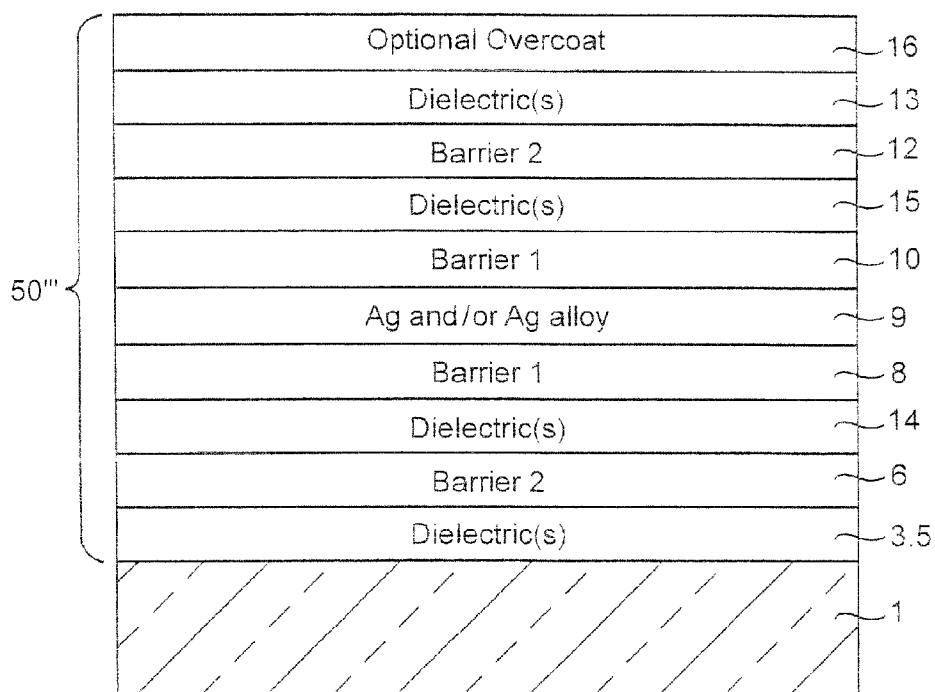 Optional Overcoat 16
Dielectric(s) 13
Barrier 2 12
Dielectric(s) 15
Barrier 1 10
50'''
Ag and/or Ag alloy 9
Barrier 1 8
Dielectric(s) 14
Barrier 2 6
Dielectric(s) 3.5
1